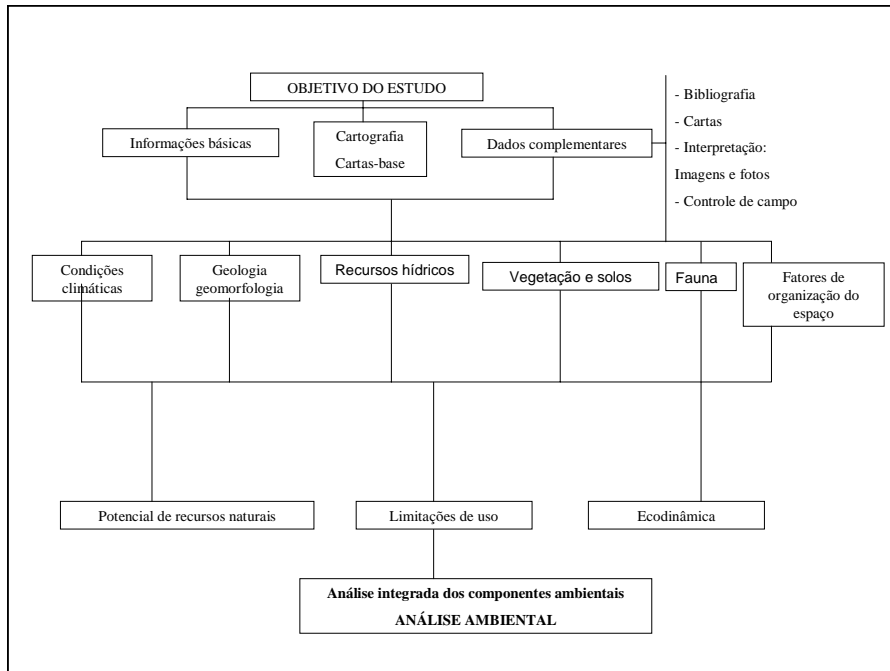 OBJETIVO DO ESTUDO
Informações básicas
Cartografia
Cartas-base
Dados complementares
- Bibliografia
- Cartas
- Interpretação:
Imagens e fotos
- Controle de campo
Condições
climáticas
Geologia
geomorfologia
Recursos hídricos
Vegetação e solos
Fauna
Fatores de
organização do
espaço
Potencial de recursos naturais
Limitações de uso
Ecodinâmica
Análise integrada dos componentes ambientais
ANÁLISE AMBIENTAL